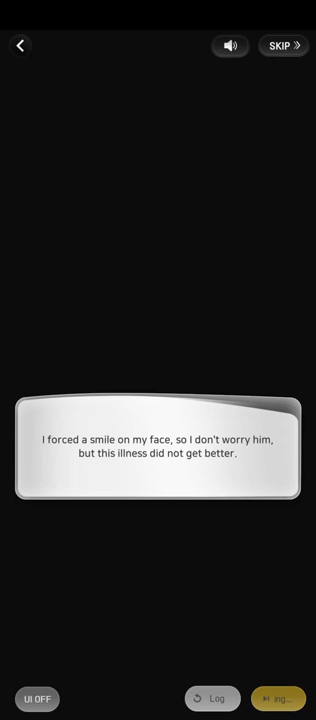 SKIP
I forced a smile on my face, so I don't worry him,
but this illness did not get better.
UI OFF
Log
ing...